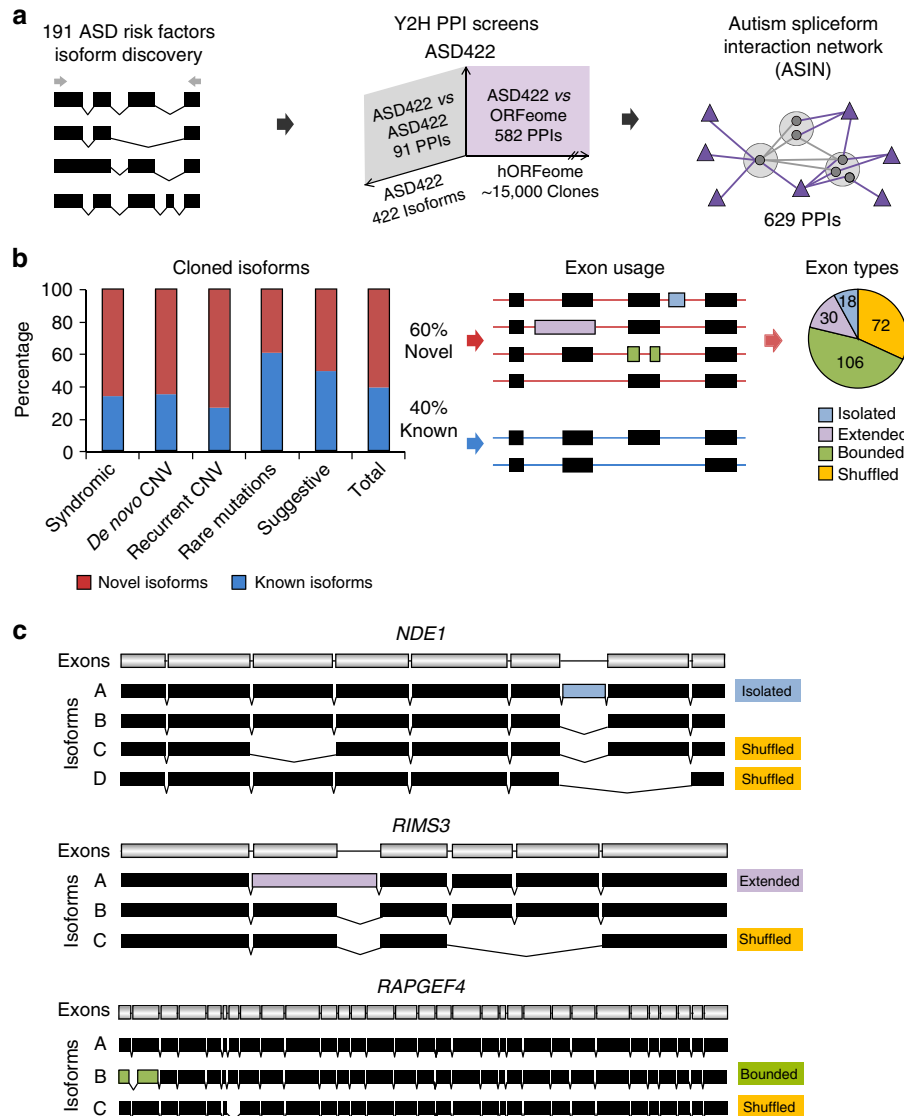 a
191 ASD risk factors
isoform discovery
Y2H PPI screens
ASD422
ASD422 vs
ASD422
91 PPIs
ASD422 vs
ORFeome
582 PPIs
ASD422
422 Isoforms
hORFeome
~15,000 Clones
Autism spliceform
interaction network
(ASIN)
629 PPIs
b
Cloned isoforms
Percentage
100
80
60
40
20
0
Syndromic
De novo CNV
Recurrent CNV
Rare mutations
Suggestive
Total
Novel isoforms
Known isoforms
60%
Novel
40%
Known
Exon usage
Exon types
18
30
72
106
Isolated
Extended
Bounded
Shuffled
c
NDE1
Exons
Isoforms
A
Isolated
B
C
Shuffled
D
Shuffled
RIMS3
Exons
Isoforms
A
Extended
B
C
Shuffled
RAPGEF4
Exons
Isoforms
A
B
Bounded
C
Shuffled